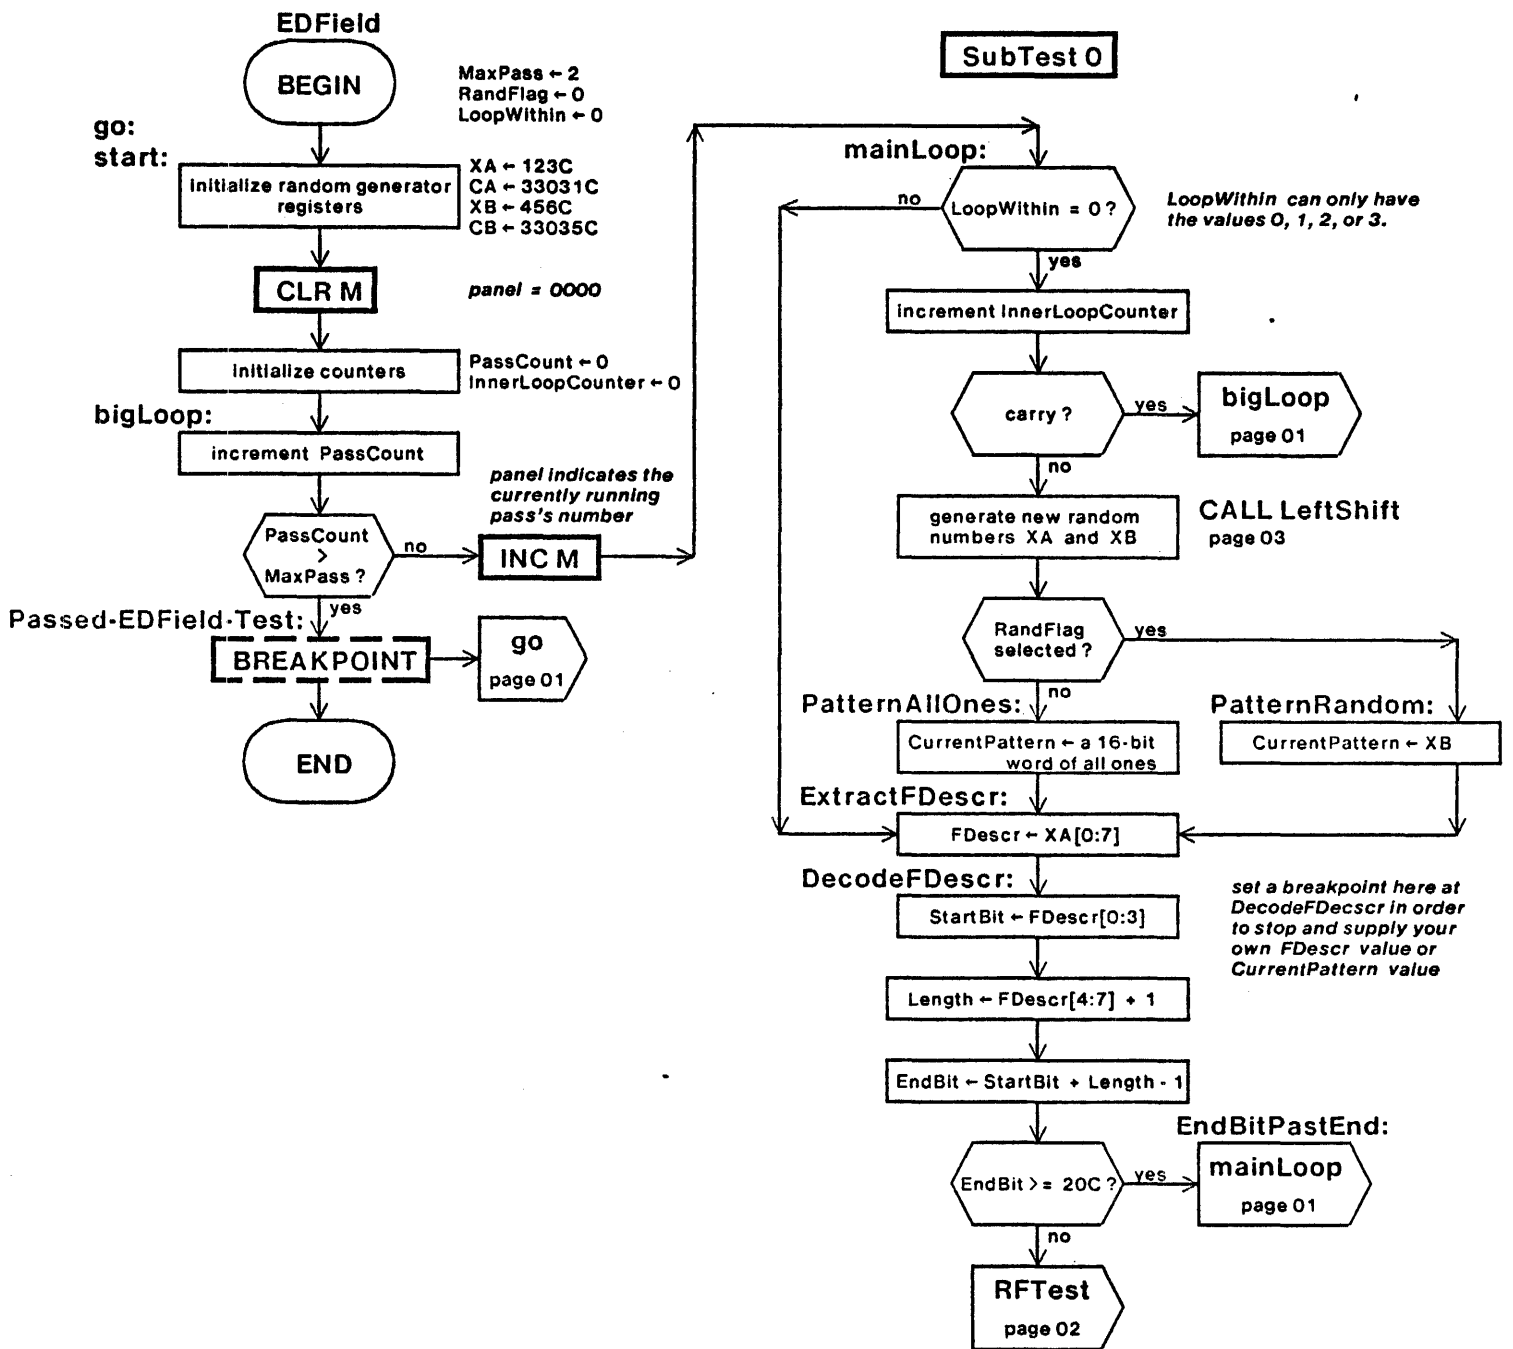 EDField
BEGIN
MaxPass ← 2
RandFlag ← 0
LoopWithin ← 0
go:
start:
initialize random generator
registers
XA ← 123C
CA ← 33031C
XB ← 456C
CB ← 33035C
CLR M
panel = 0000
initialize counters
PassCount ← 0
InnerLoopCounter ← 0
bigLoop:
increment PassCount
panel indicates the
currently running
pass's number
PassCount
>
MaxPass ?
no
INC M
yes
Passed-EDField-Test:
BREAKPOINT
go
page 01
END
SubTest 0
mainLoop:
LoopWithin = 0 ?
no
LoopWithin can only have
the values 0, 1, 2, or 3.
yes
increment InnerLoopCounter
carry ?
yes
bigLoop
page 01
no
generate new random
numbers XA and XB
CALL LeftShift
page 03
RandFlag
selected ?
yes
no
PatternAllOnes:
CurrentPattern ← a 16-bit
word of all ones
PatternRandom:
CurrentPattern ← XB
ExtractFDescr:
FDescr ← XA[0:7]
DecodeFDescr:
StartBit ← FDescr[0:3]
set a breakpoint here at
DecodeFDecscr in order
to stop and supply your
own FDescr value or
CurrentPattern value
Length ← FDescr[4:7] + 1
EndBit ← StartBit + Length - 1
EndBitPastEnd:
EndBit >= 20C ?
yes
mainLoop
page 01
no
RFTest
page 02